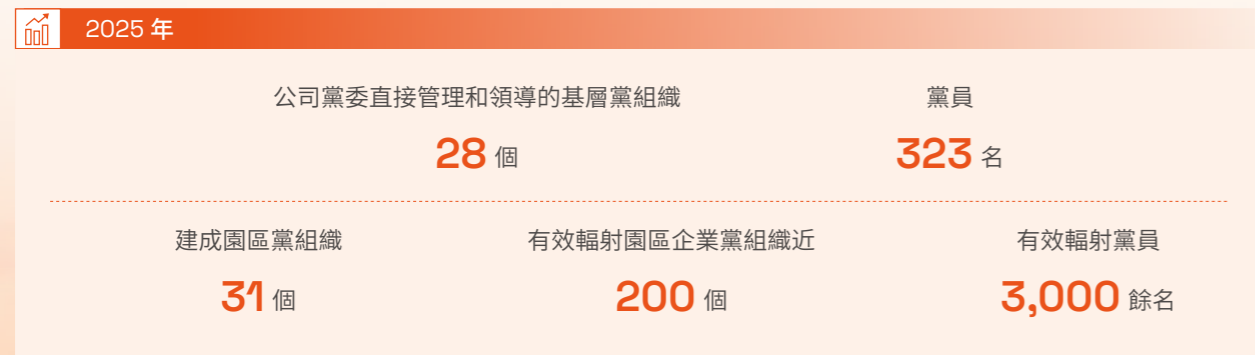 2025 年
公司黨委直接管理和領導的基層黨組織
28 個
黨員
323 名
建成園區黨組織
31 個
有效輻射園區企業黨組織近
200 個
有效輻射黨員
3,000 餘名